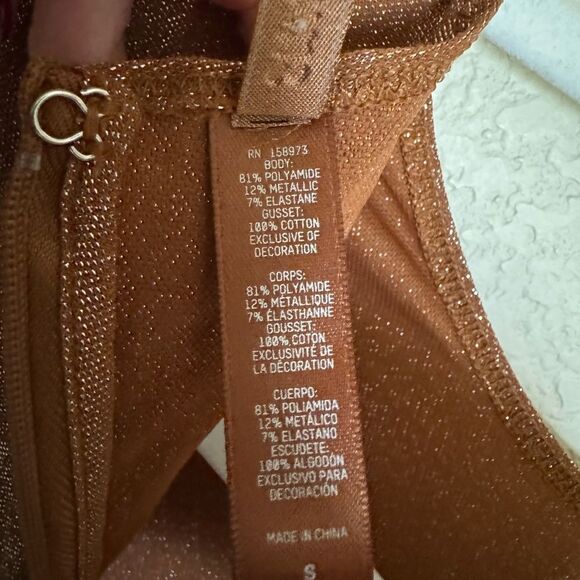 RN 158973
BODY:
81% POLYAMIDE
12% METALLIC
7% ELASTANE
GUSSET:
100% COTTON
EXCLUSIVE OF
DECORATION
CORPS:
81% POLYAMIDE
12% MÉTALLIQUE
7% ÉLASTHANNE
GOUSSET:
100% COTON
EXCLUSIVITÉ DE
LA DÉCORATION
CUERPO:
81% POLIAMIDA
12% METÁLICO
7% ELASTANO
ESCUDETE:
100% ALGODÓN
EXCLUSIVO PARA
DECORACIÓN
MADE IN CHINA
S